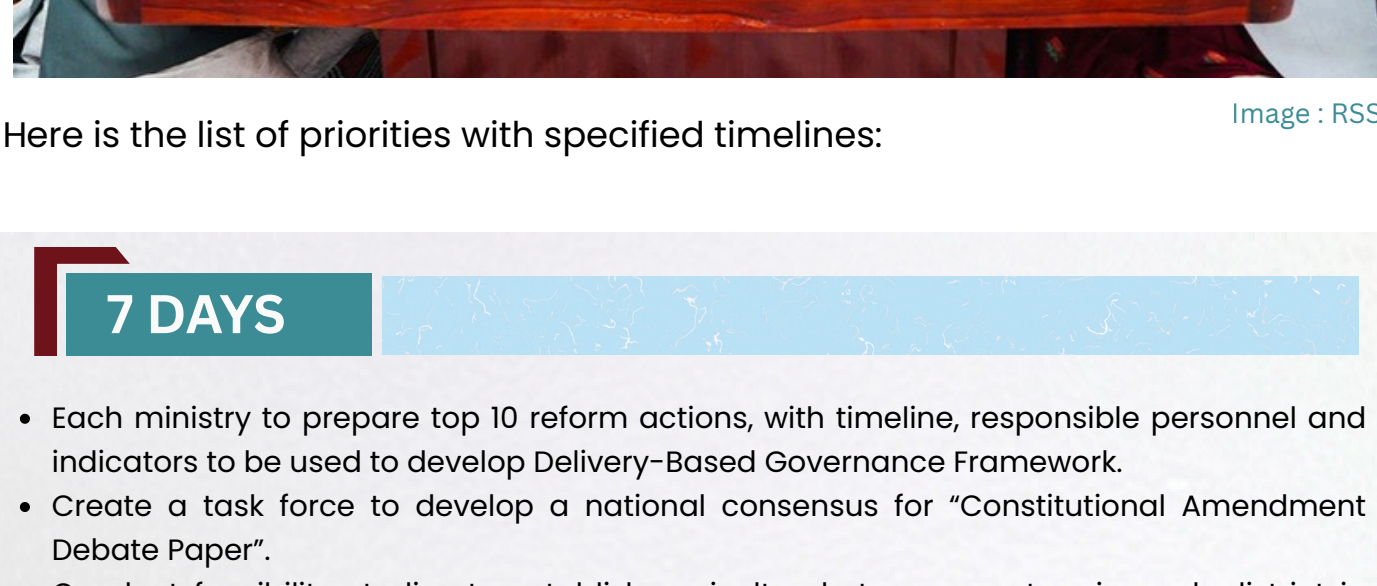 Image : RSS
Here is the list of priorities with specified timelines:
7 DAYS
• Each ministry to prepare top 10 reform actions, with timeline, responsible personnel and
indicators to be used to develop Delivery-Based Governance Framework.
• Create a task force to develop a national consensus for “Constitutional Amendment
Debate Paper”.